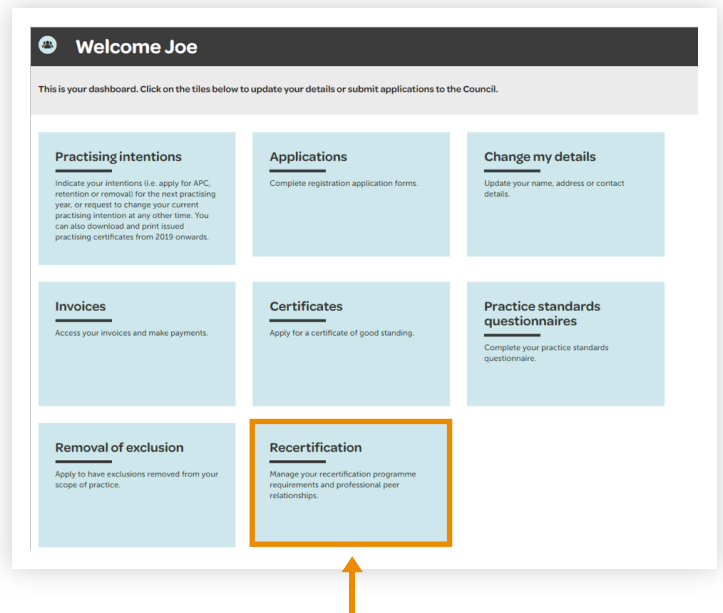 Welcome Joe
This is your dashboard. Click on the tiles below to update your details or submit applications to the Council.
Practising intentions
Indicate your intentions (i.e. apply for APC,
retention or removal) for the next practising
year, or request to change your current
practising intention at any other time. You
can also download and print issued
practising certificates from 2019 onwards.
Applications
Complete registration application forms.
Change my details
Update your name, address or contact
details.
Invoices
Access your invoices and make payments.
Certificates
Apply for a certificate of good standing.
Practice standards
questionnaires
Complete your practice standards
questionnaire.
Removal of exclusion
Apply to have exclusions removed from your
scope of practice.
Recertification
Manage your recertification programme
requirements and professional peer
relationships.